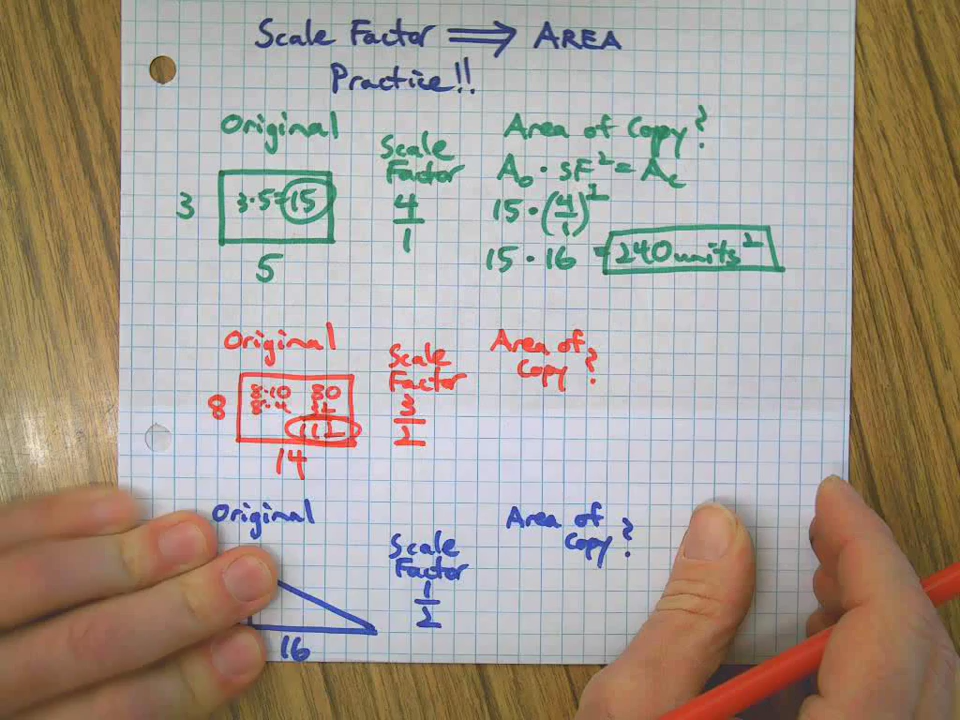 Scale Factor ⟹ AREA
Practice!!
Original
Scale Factor
Area of Copy?
3
3·5=15
5
4/1
A₀ · SF² = A꜀
15 · (4/1)²
15 · 16 = 240 units²
Original
Scale Factor
Area of Copy?
8
8·10 80
8·4 32
112
14
3/2
Original
Scale Factor
Area of Copy?
16
1/2